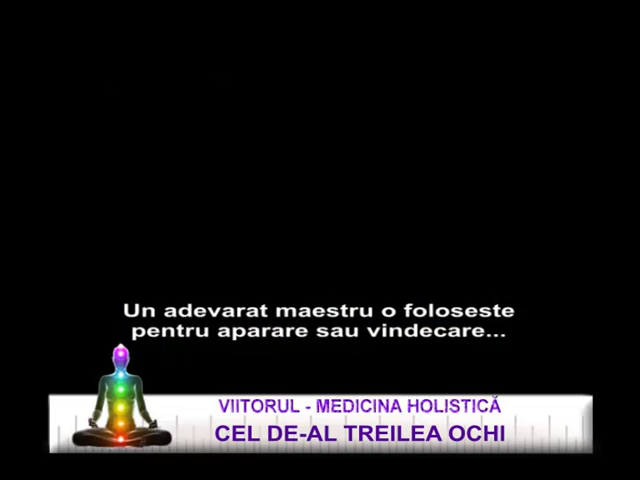 Un adevarat maestru o foloseste
pentru aparare sau vindecare...
VIITORUL - MEDICINA HOLISTICĂ
CEL DE-AL TREILEA OCHI